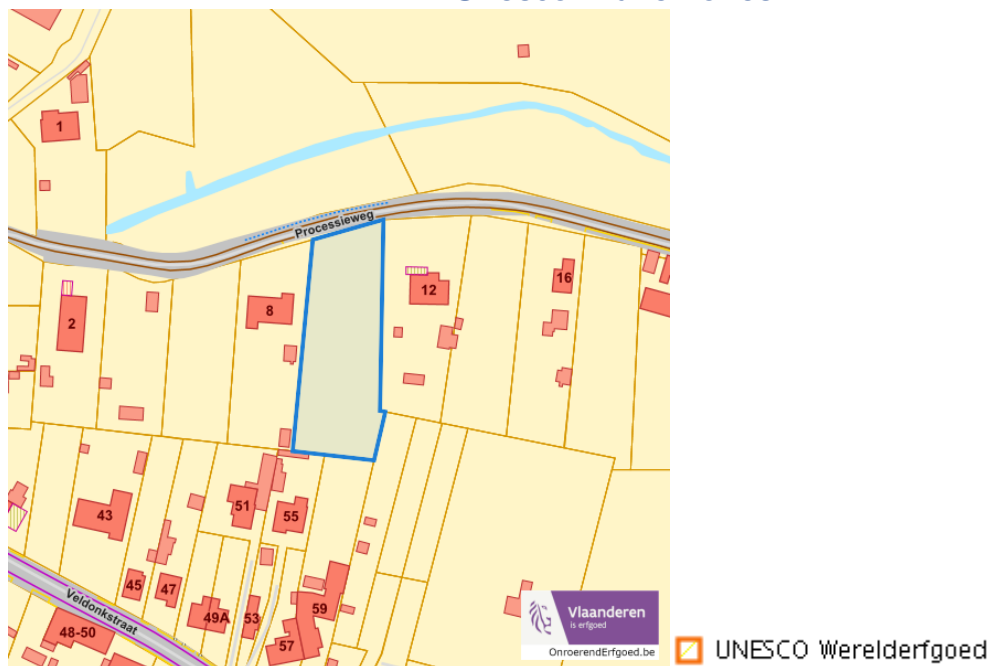 1
Processieweg
16
12
8
2
51
55
43
45
47
49A
53
59
57
Veldonkstraat
48-50
Vlaanderen
is erfgoed
OnroerendErfgoed.be
UNESCO Werelderfgoed